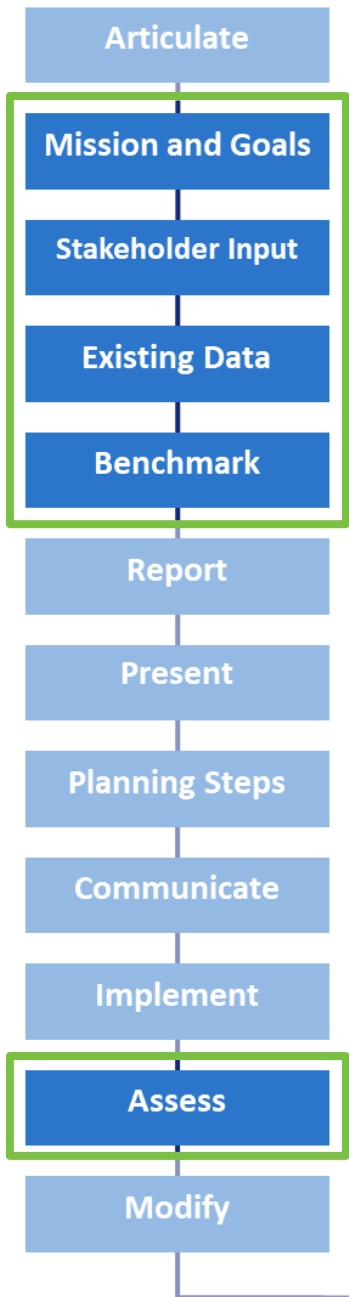 Articulate
Mission and Goals
Stakeholder Input
Existing Data
Benchmark
Report
Present
Planning Steps
Communicate
Implement
Assess
Modify